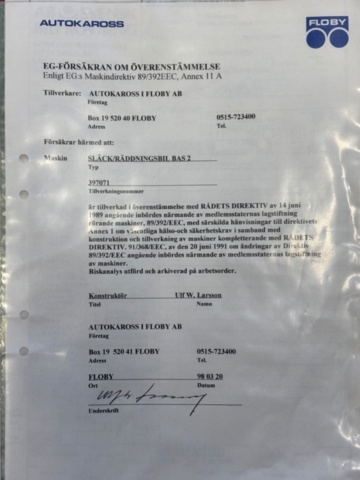 AUTOKAROSS
FLOBY
EG-FÖRSÄKRAN OM ÖVERENSTÄMMELSE
Enligt EG:s Maskindirektiv 89/392EEC, Annex 11 A
Tillverkare: AUTOKAROSS I FLOBY AB
Företag
Box 19 520 40 FLOBY 0515-723400
Adress Tel.
Försäkrar härmed att:
Maskin SLÄCK/RÄDDNINGSBIL BAS 2
Typ
397071
Tillverkningsnummer
är tillverkad i överenstämmelse med RÅDETS DIREKTIV av 14 juni
1989 angående inbördes närmande av medlemsstaternas lagstiftning
rörande maskiner, 89/392/EEC, med särskilda hänvisningar till direktivets
Annex 1 om väsentliga hälso-och säkerhetskrav i samband med
konstruktion och tillverkning av maskiner kompletterande med RÅDETS
DIREKTIV. 91/368/EEC, av den 20 juni 1991 om ändringar av Direktiv
89/392/EEC angående inbördes närmande av medlemsstaternas lagstiftning
av maskiner.
Riskanalys utförd och arkiverad på arbetsorder.
Konstruktör Ulf W. Larsson
Titel Namn
AUTOKAROSS I FLOBY AB
Företag
Box 19 520 41 FLOBY 0515-723400
Adress Tel.
FLOBY 98 03 20
Ort Datum
Underskrift